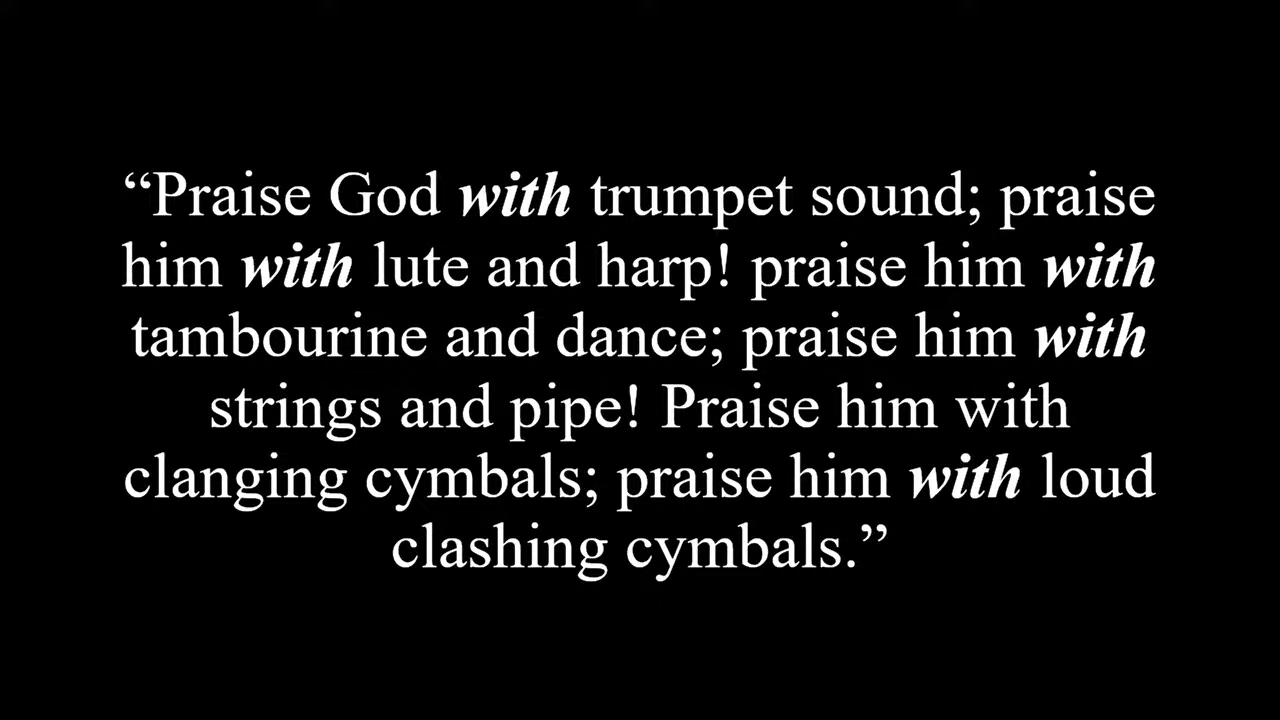 “Praise God with trumpet sound; praise
him with lute and harp! praise him with
tambourine and dance; praise him with
strings and pipe! Praise him with
clanging cymbals; praise him with loud
clashing cymbals.”